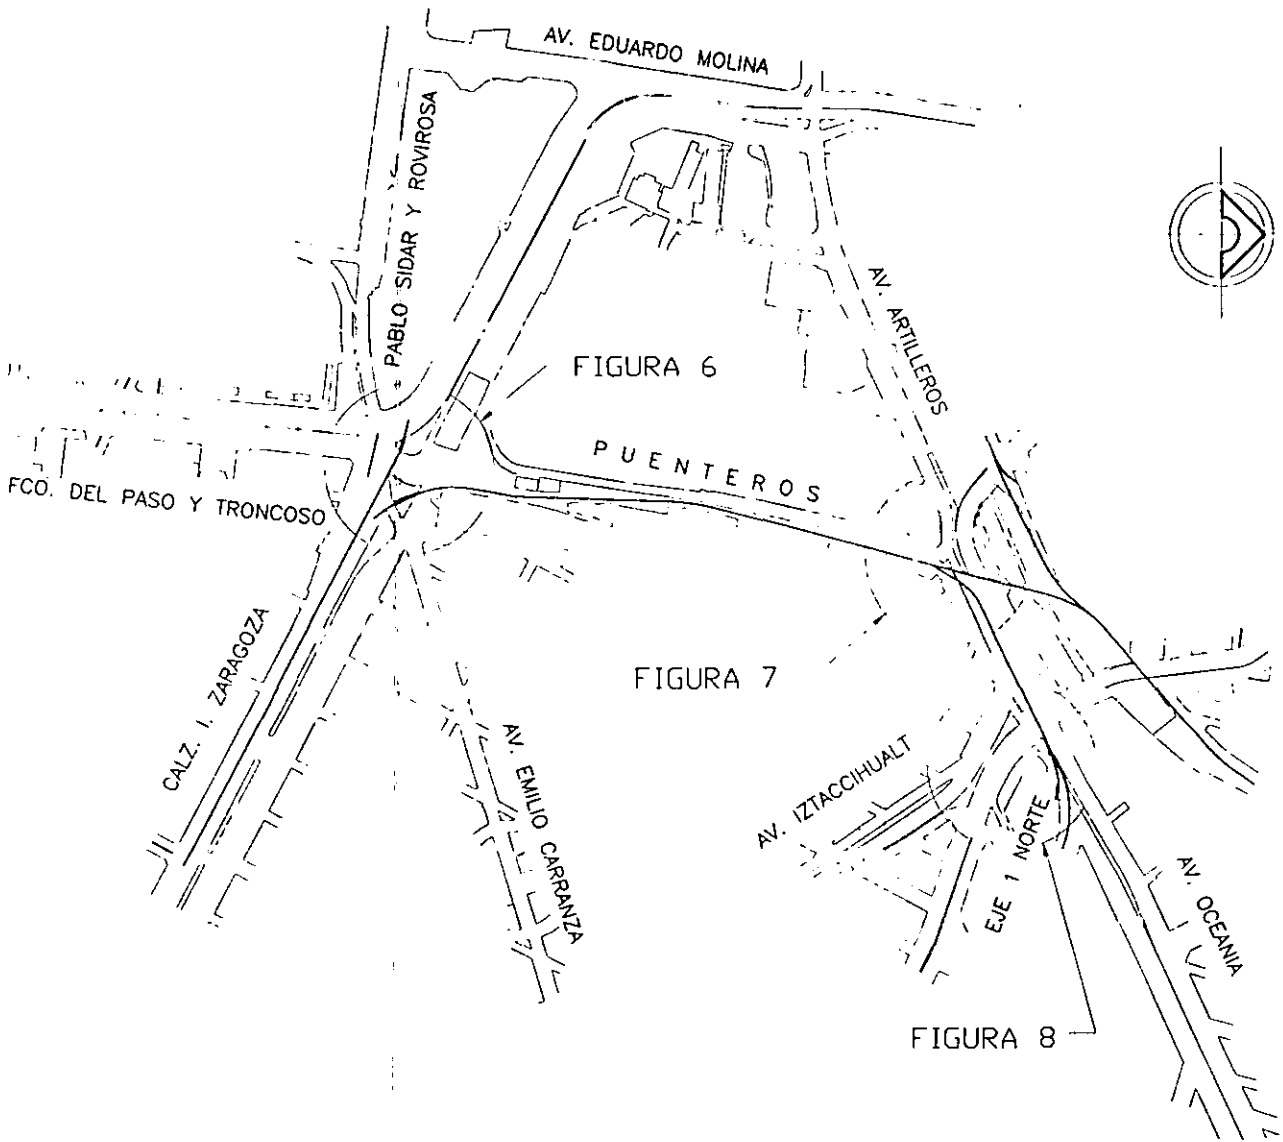 AV. EDUARDO MOLINA
PABLO SIDAR Y ROVIROSA
AV. ARTILLEROS
FIGURA 6
PUENTEROS
FCO. DEL PASO Y TRONCOSO
CALZ. I. ZARAGOZA
FIGURA 7
AV. EMILIO CARRANZA
AV. IZTACCIHUALT
EJE 1 NORTE
AV. OCEANIA
FIGURA 8